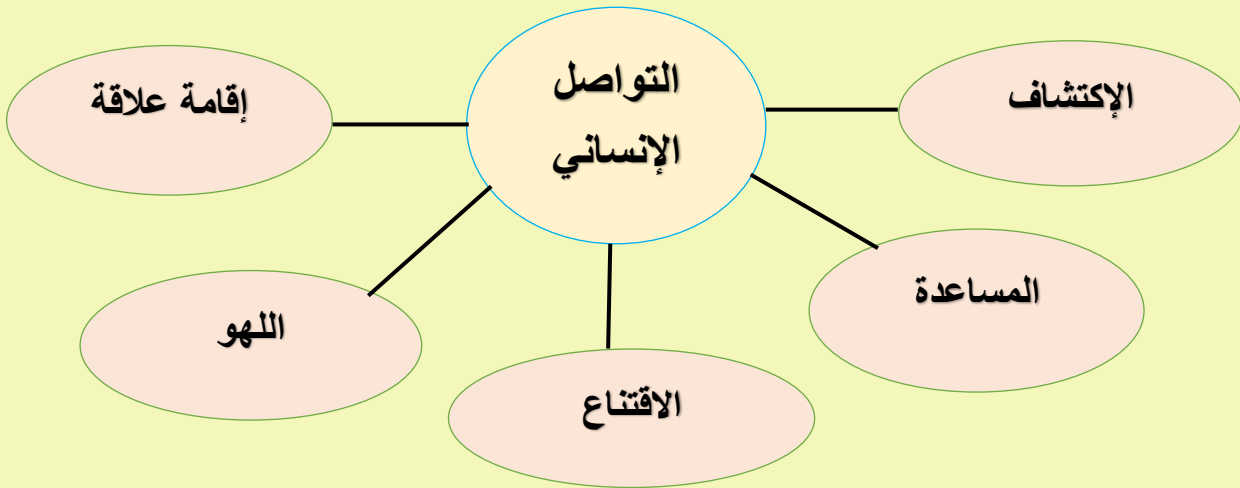 التواصل
الإنساني
الإكتشاف
إقامة علاقة
المساعدة
اللهو
الاقتناع